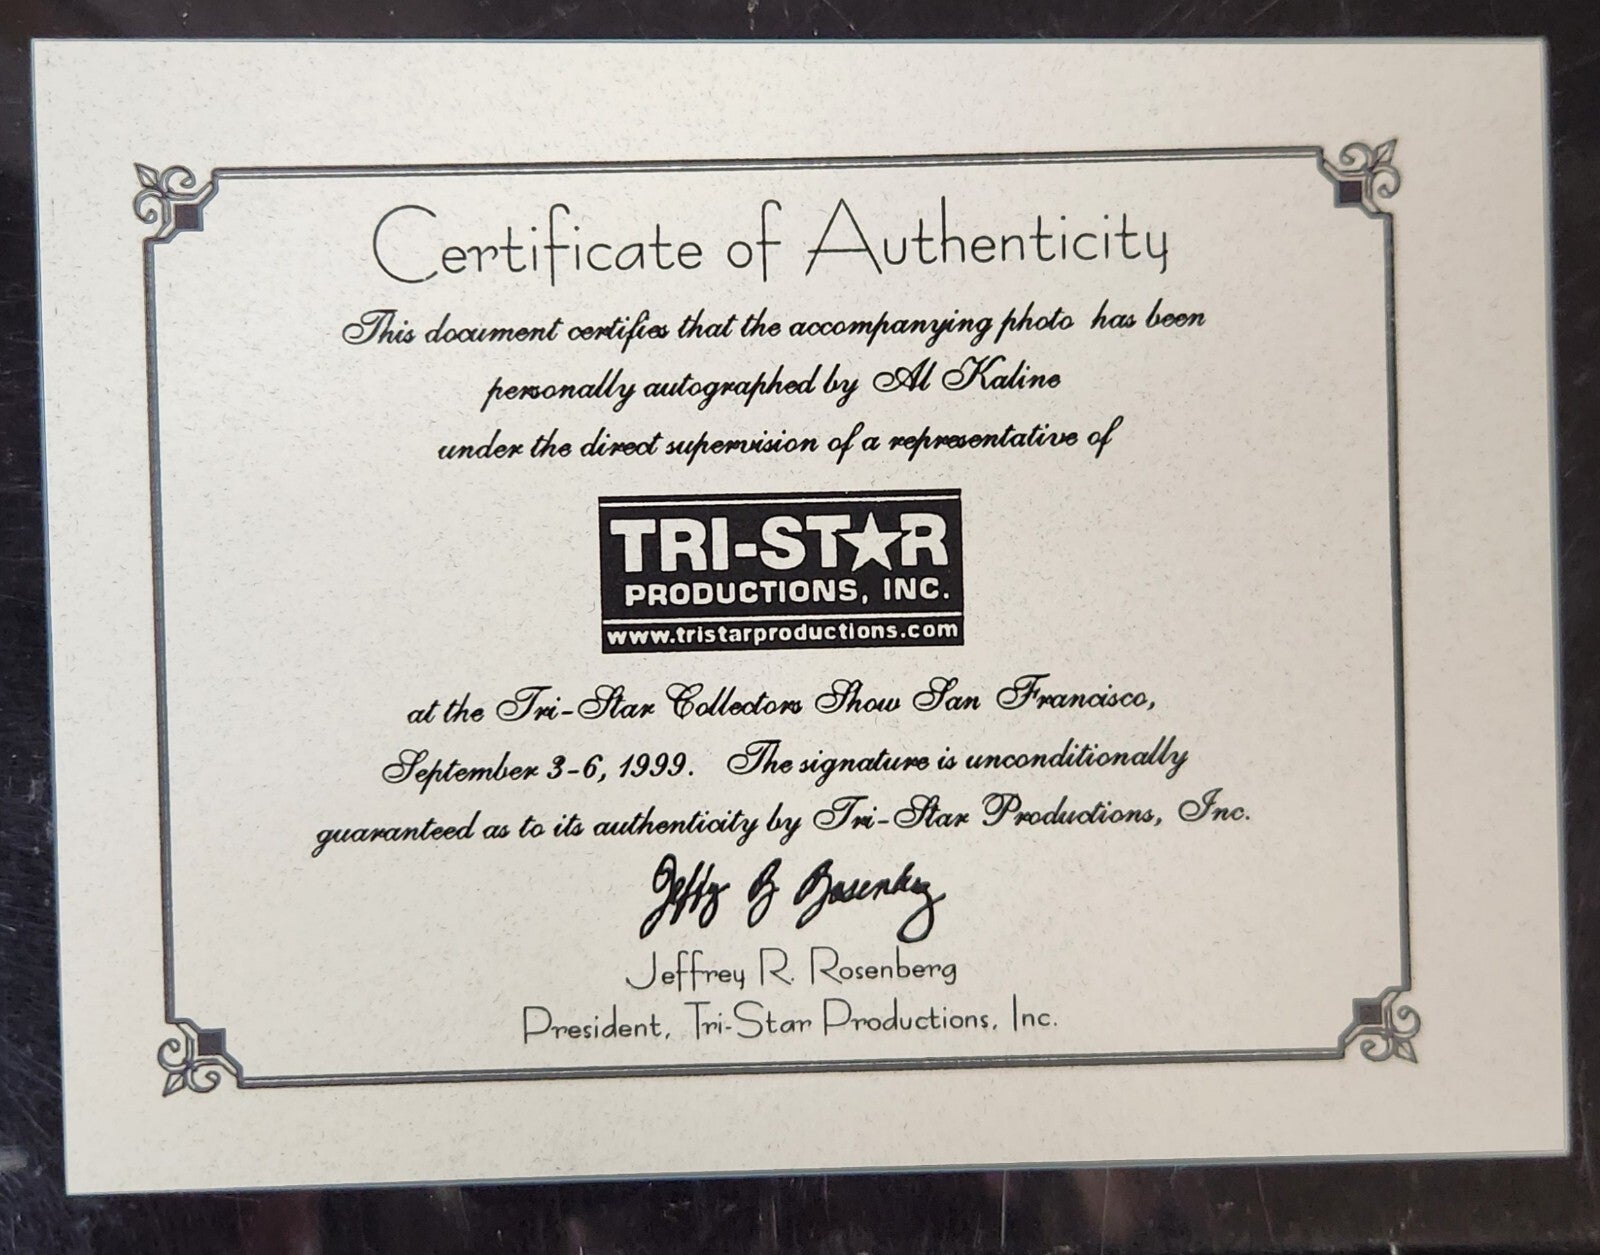 Certificate of Authenticity
This document certifies that the accompanying photo has been
personally autographed by Al Kaline
under the direct supervision of a representative of
TRI-STAR
PRODUCTIONS, INC.
www.tristarproductions.com
at the Tri-Star Collectors Show San Francisco,
September 3-6, 1999. The signature is unconditionally
guaranteed as to its authenticity by Tri-Star Productions, Inc.
Jeffrey R. Rosenberg
Jeffrey R. Rosenberg
President, Tri-Star Productions, Inc.